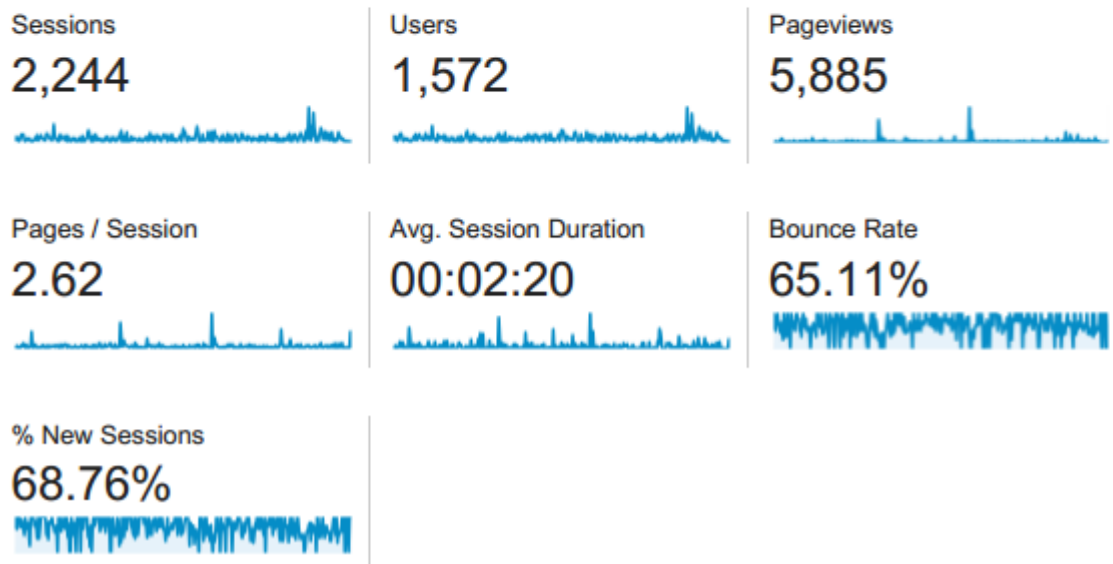 Sessions
2,244
Users
1,572
Pageviews
5,885
Pages / Session
2.62
Avg. Session Duration
00:02:20
Bounce Rate
65.11%
% New Sessions
68.76%